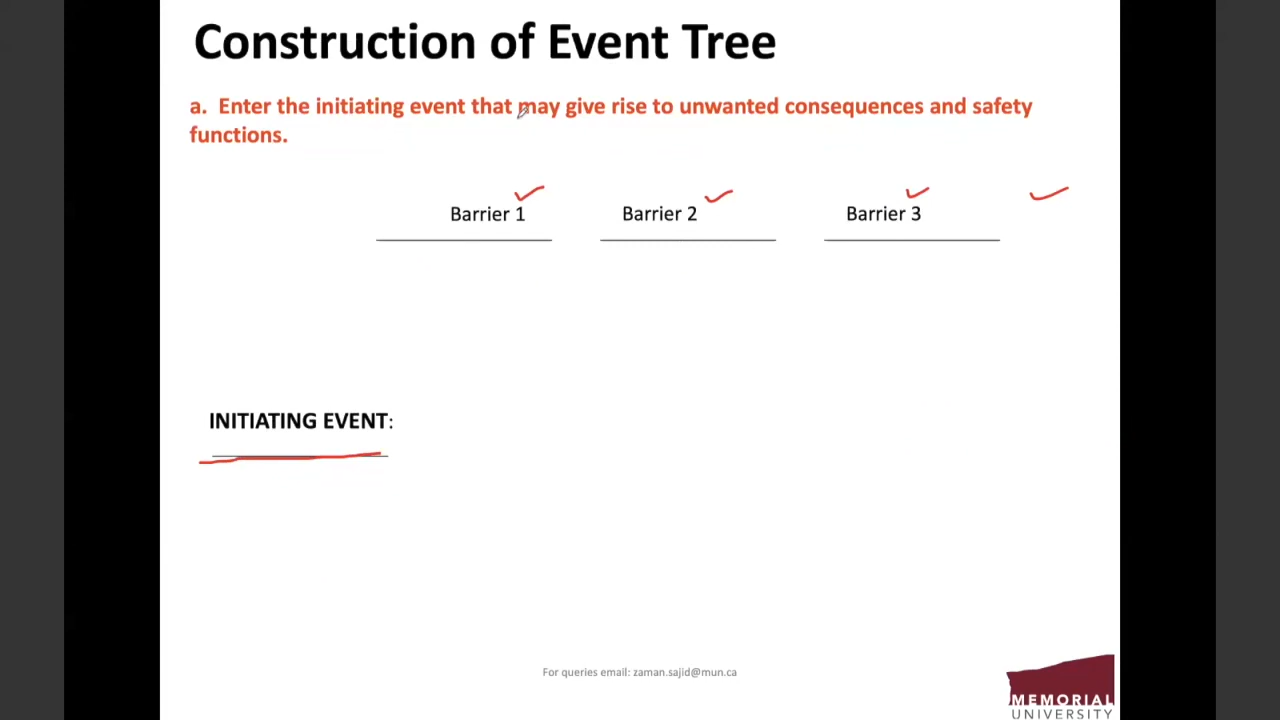 Construction of Event Tree
a. Enter the initiating event that may give rise to unwanted consequences and safety
functions.
Barrier 1 Barrier 2 Barrier 3
INITIATING EVENT:
For queries email: zaman.sajid@mun.ca
MEMORIAL
UNIVERSITY